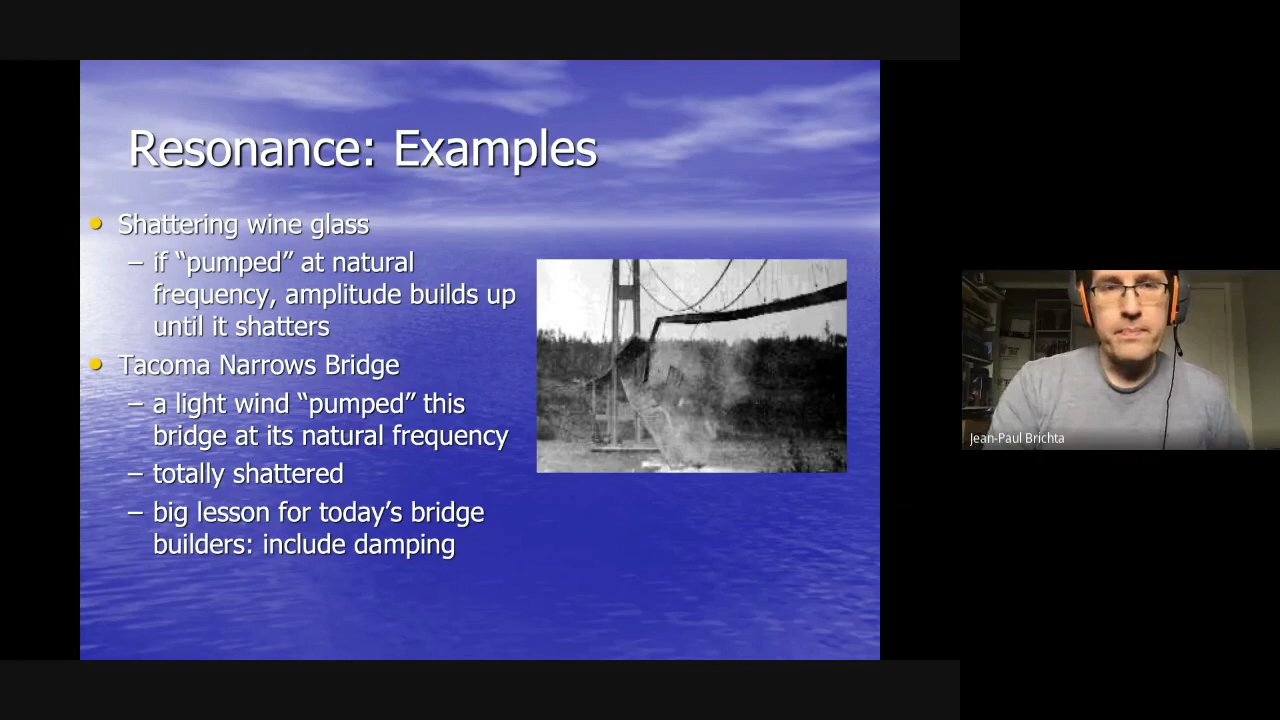 Resonance: Examples
• Shattering wine glass
– if “pumped” at natural
frequency, amplitude builds up
until it shatters
• Tacoma Narrows Bridge
– a light wind “pumped” this
bridge at its natural frequency
– totally shattered
– big lesson for today’s bridge
builders: include damping
Jean-Paul Brichta